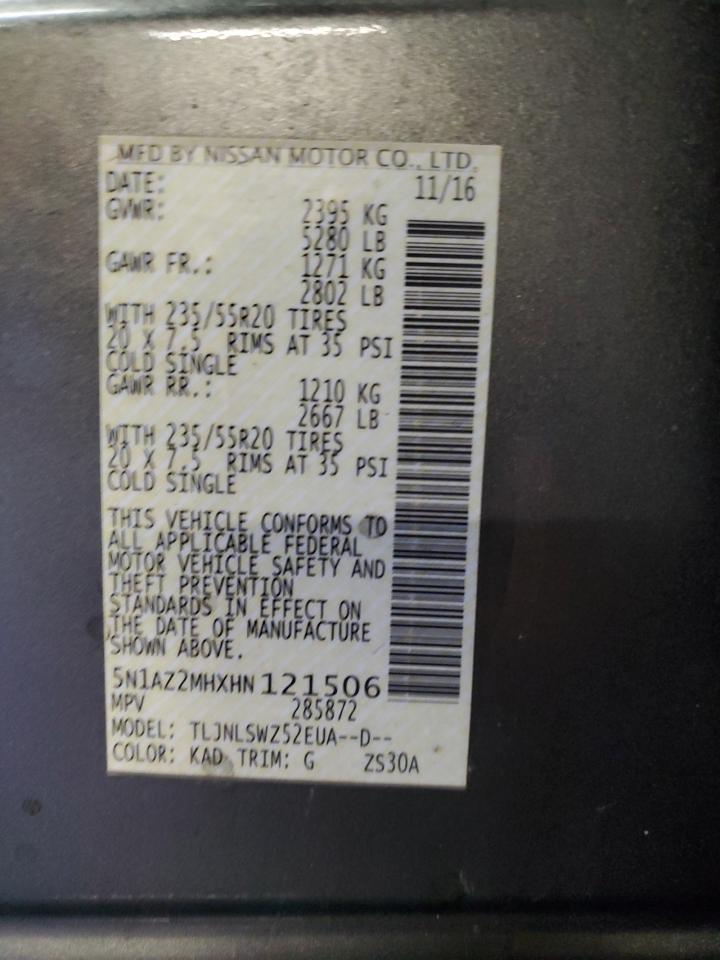 MFD BY NISSAN MOTOR CO., LTD.
DATE: 11/16
GVWR: 2395 KG
5280 LB
GAWR FR.: 1271 KG
2802 LB
WITH 235/55R20 TIRES
20 X 7.5 RIMS AT 35 PSI
COLD SINGLE
GAWR RR.: 1210 KG
2667 LB
WITH 235/55R20 TIRES
20 X 7.5 RIMS AT 35 PSI
COLD SINGLE
THIS VEHICLE CONFORMS TO
ALL APPLICABLE FEDERAL
MOTOR VEHICLE SAFETY AND
THEFT PREVENTION
STANDARDS IN EFFECT ON
THE DATE OF MANUFACTURE
SHOWN ABOVE.
5N1AZ2MHXHN 121506
MPV 285872
MODEL: TLJNLSWZ52EUA--D--
COLOR: KAD TRIM: G ZS30A